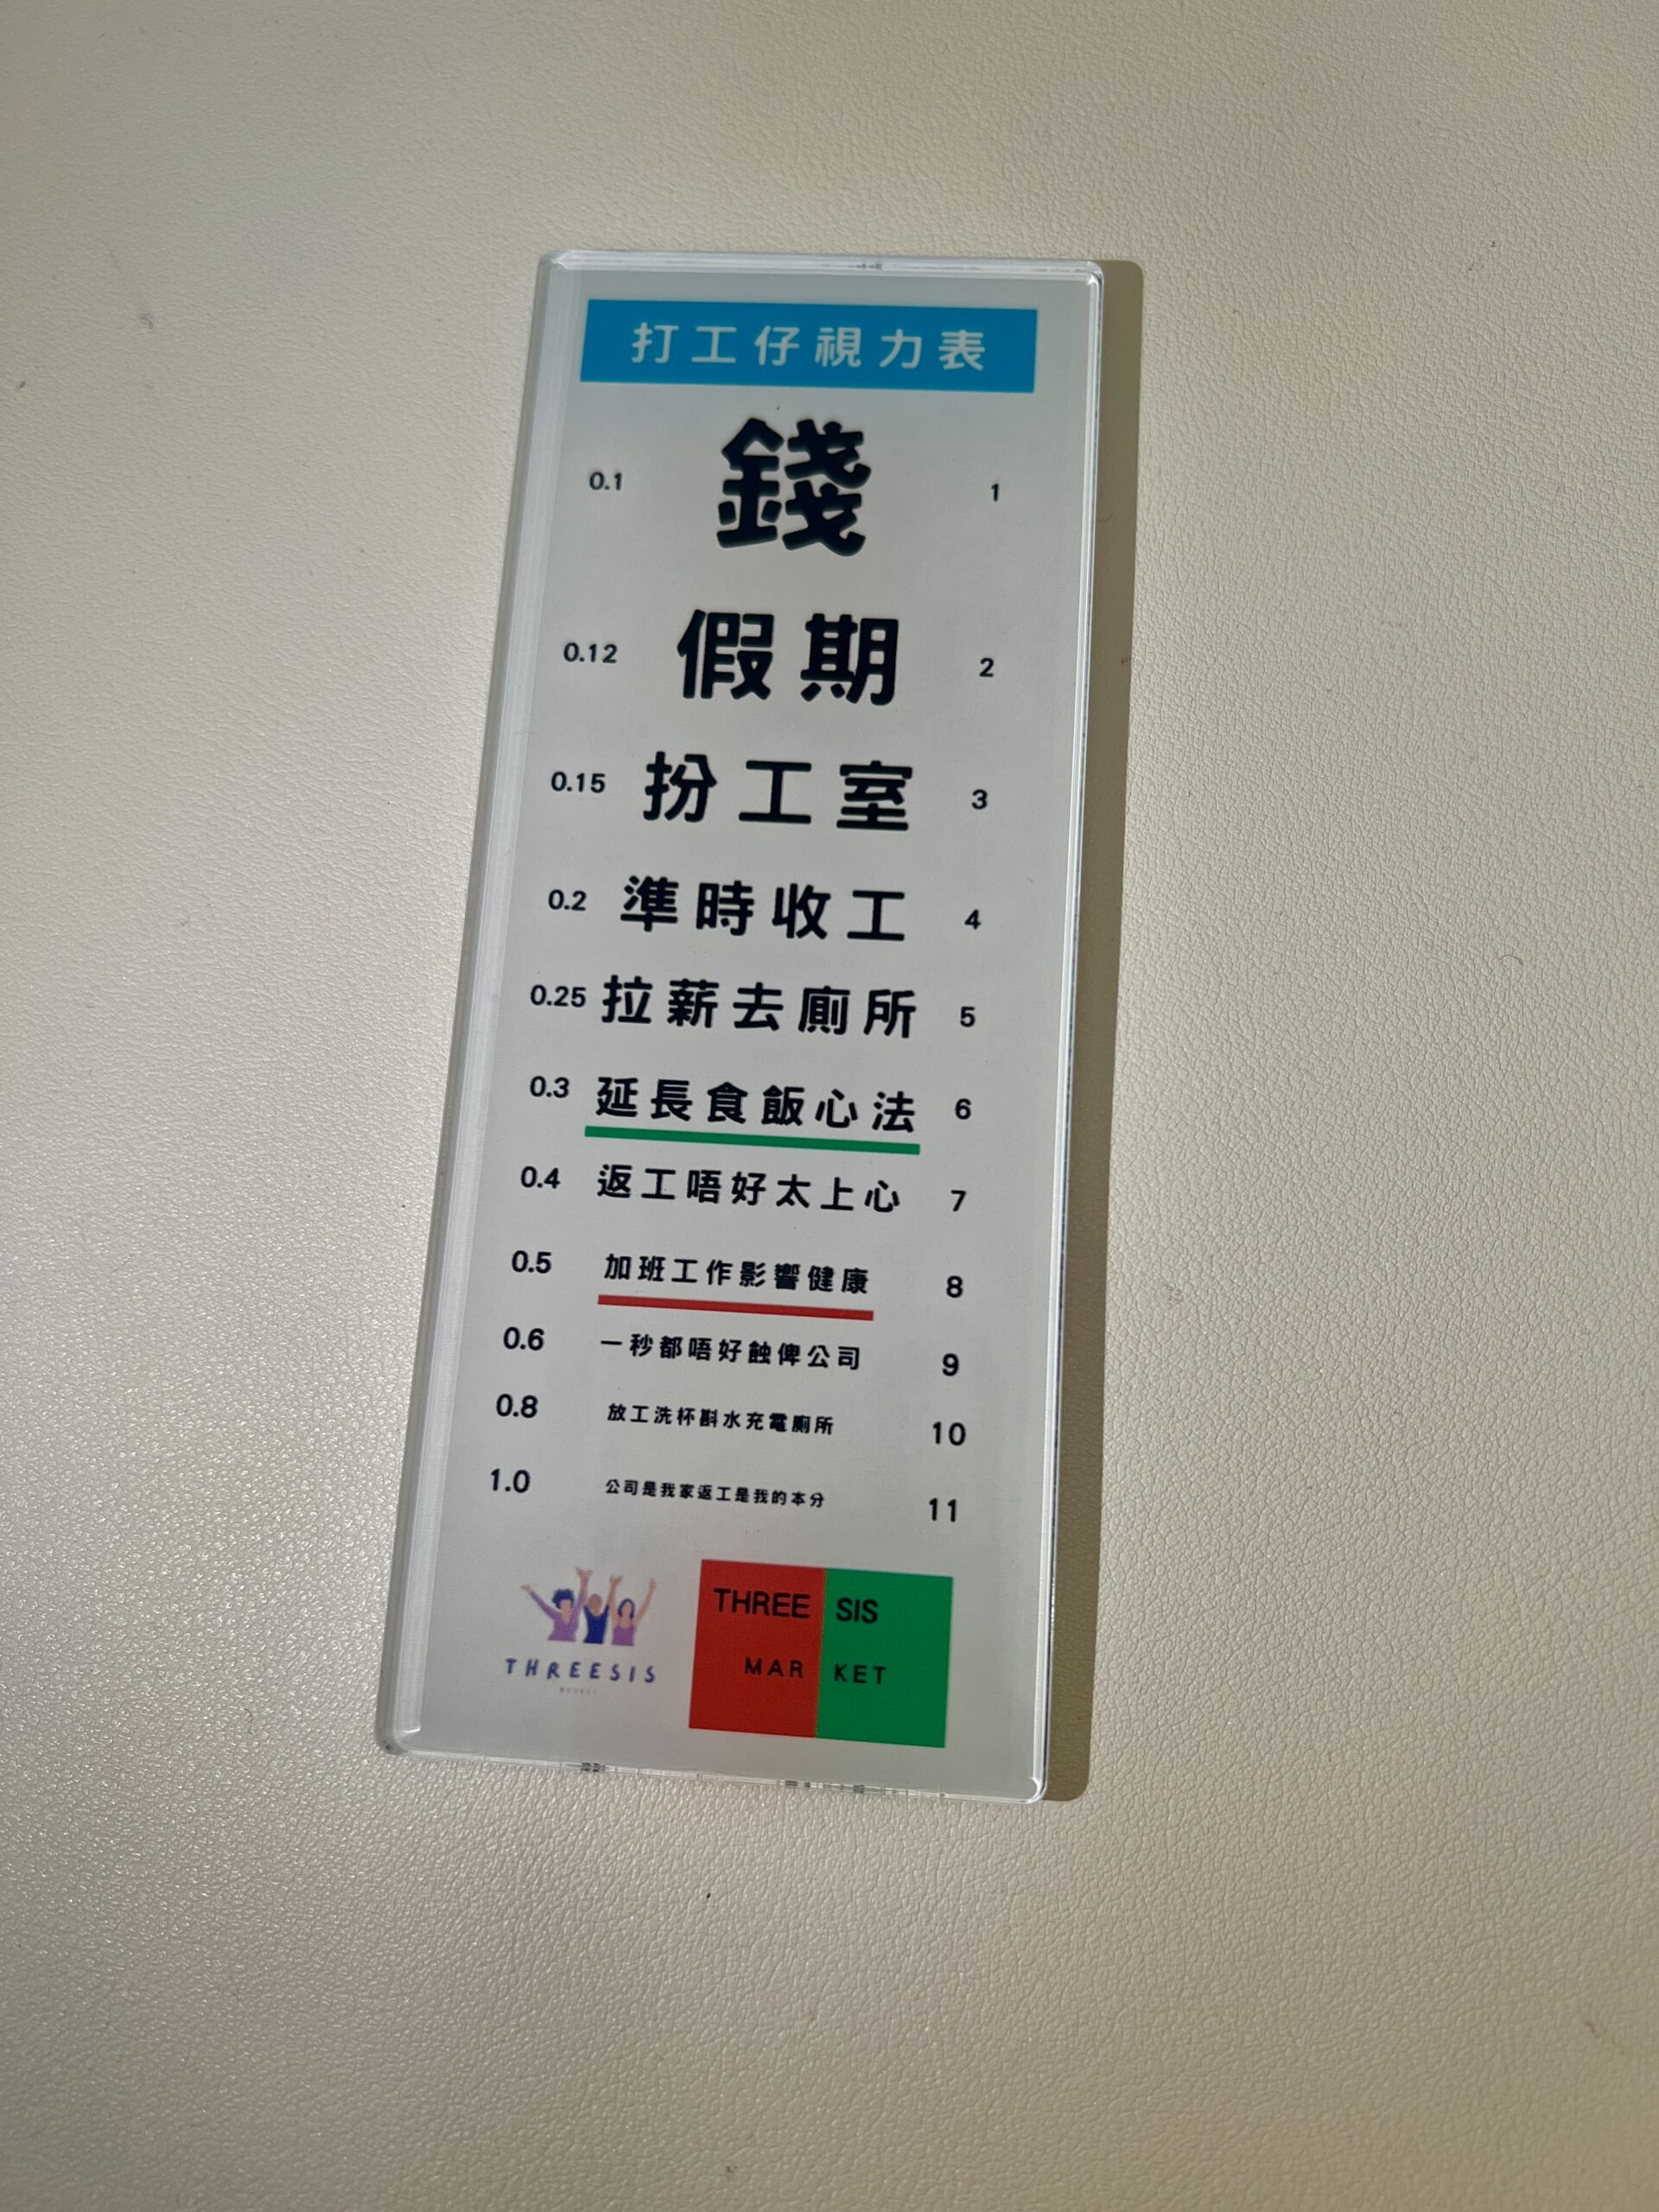 打工仔視力表
0.1 錢 1
0.12 假期 2
0.15 扮工室 3
0.2 準時收工 4
0.25 拉薪去廁所 5
0.3 延長食飯心法 6
0.4 返工唔好太上心 7
0.5 加班工作影響健康 8
0.6 一秒都唔好蝕俾公司 9
0.8 放工洗杯斟水充電廁所 10
1.0 公司是我家返工是我的本分 11
THREE SIS
MAR KET
THREESIS